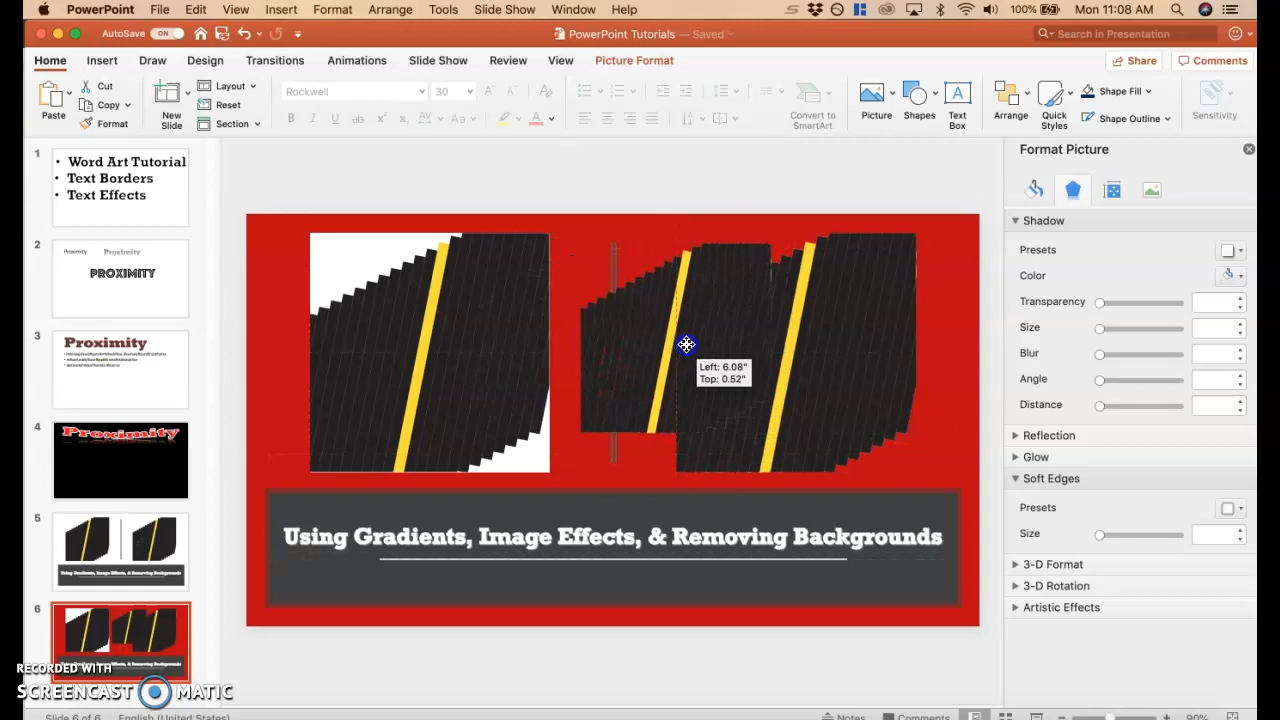 PowerPoint File Edit View Insert Format Arrange Tools Slide Show Window Help 100% Mon 11:08 AM
AutoSave ON PowerPoint Tutorials — Saved Search in Presentation
Home Insert Draw Design Transitions Animations Slide Show Review View Picture Format Share Comments
Paste Cut Copy Format
New Slide Layout Reset Section
Rockwell 30
B I U
Convert to SmartArt
Picture Shapes Text Box Arrange Quick Styles Shape Fill Shape Outline Sensitivity
Format Picture
Shadow
Presets
Color
Transparency
Size
Blur
Angle
Distance
Reflection
Glow
Soft Edges
Presets
Size
3-D Format
3-D Rotation
Artistic Effects
1
• Word Art Tutorial
• Text Borders
• Text Effects
2
Proximity Proximity
PROXIMITY
3
Proximity
4
Proximity
5
Using Gradients, Image Effects, & Removing Backgrounds
6
Using Gradients, Image Effects, & Removing Backgrounds
Left: 6.08"
Top: 0.52"
Using Gradients, Image Effects, & Removing Backgrounds
RECORDED WITH
SCREENCAST MATIC
Slide 6 of 6 English (United States) Notes Comments 90%